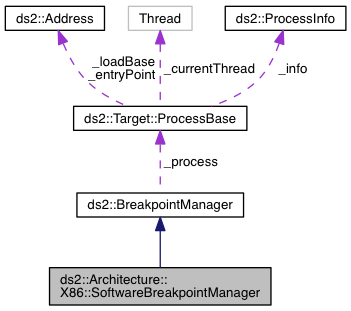 ds2::Address
Thread
ds2::ProcessInfo
_loadBase
_entryPoint
_currentThread
_info
ds2::Target::ProcessBase
_process
ds2::BreakpointManager
ds2::Architecture::
X86::SoftwareBreakpointManager